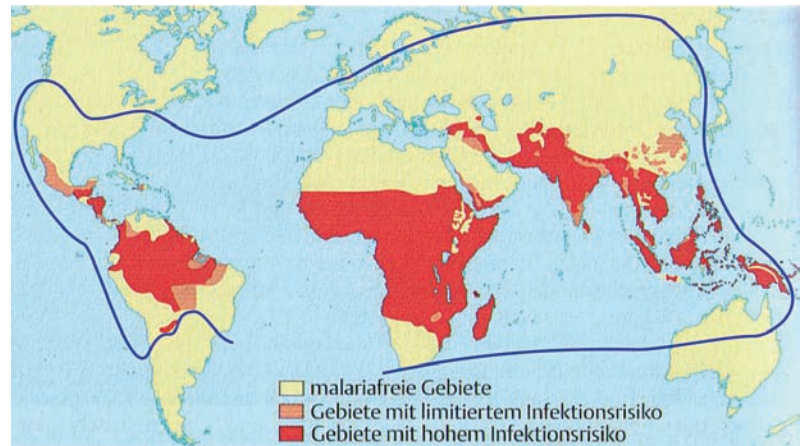 malariafreie Gebiete
Gebiete mit limitiertem Infektionsrisiko
Gebiete mit hohem Infektionsrisiko